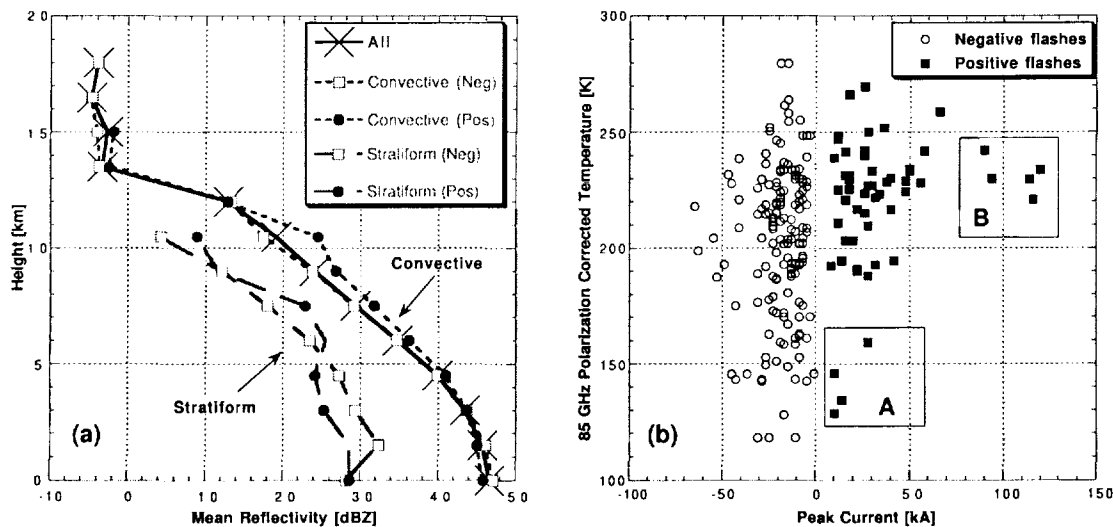 20
15
10
5
0
Height [km]
-10
0
10
20
30
40
50
Mean Reflectivity [dBZ]
All
Convective (Neg)
Convective (Pos)
Stratiform (Neg)
Stratiform (Pos)
Convective
Stratiform
(a)
300
250
200
150
100
85 GHz Polarization Corrected Temperature [K]
-100
-50
0
50
100
150
Peak Current [kA]
Negative flashes
Positive flashes
B
A
(b)